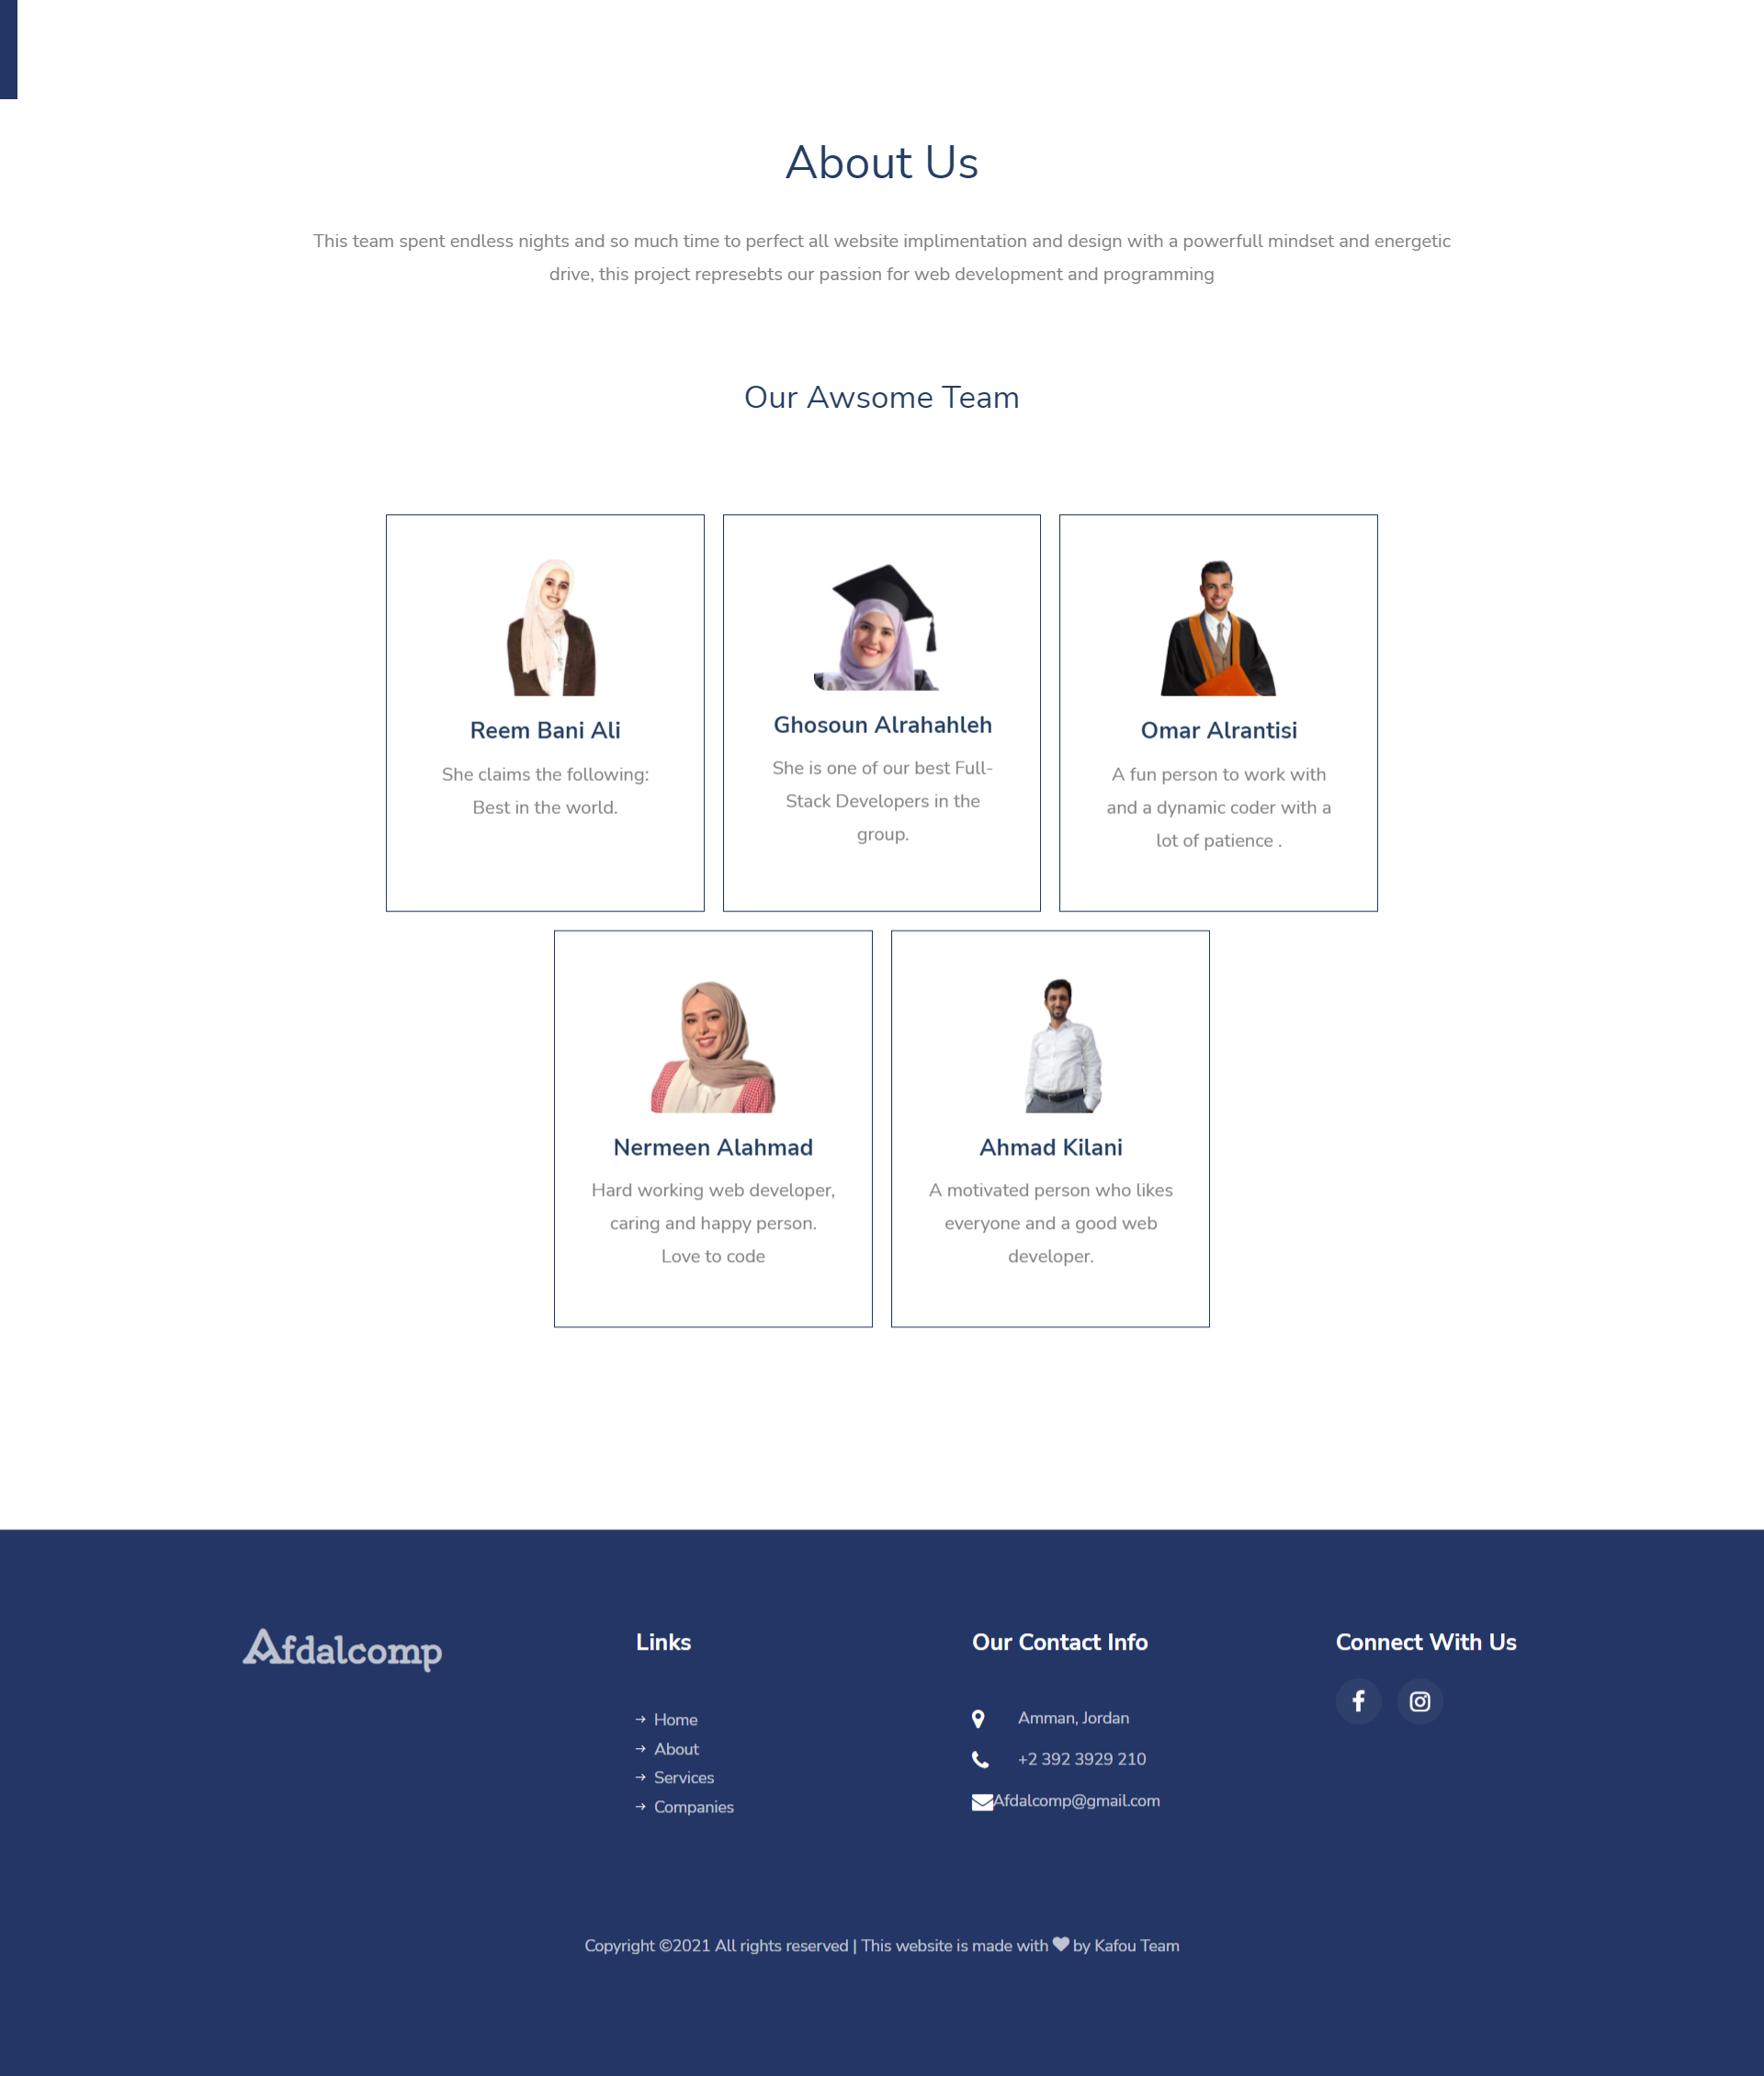 About Us
This team spent endless nights and so much time to perfect all website implimentation and design with a powerfull mindset and energetic
drive, this project represebts our passion for web development and programming
Our Awsome Team
Reem Bani Ali
She claims the following:
Best in the world.
Ghosoun Alrahahleh
She is one of our best Full-
Stack Developers in the
group.
Omar Alrantisi
A fun person to work with
and a dynamic coder with a
lot of patience .
Nermeen Alahmad
Hard working web developer,
caring and happy person.
Love to code
Ahmad Kilani
A motivated person who likes
everyone and a good web
developer.
Afdalcomp
Links
Home
About
Services
Companies
Our Contact Info
Amman, Jordan
+2 392 3929 210
Afdalcomp@gmail.com
Connect With Us
Copyright ©2021 All rights reserved | This website is made with ♥ by Kafou Team